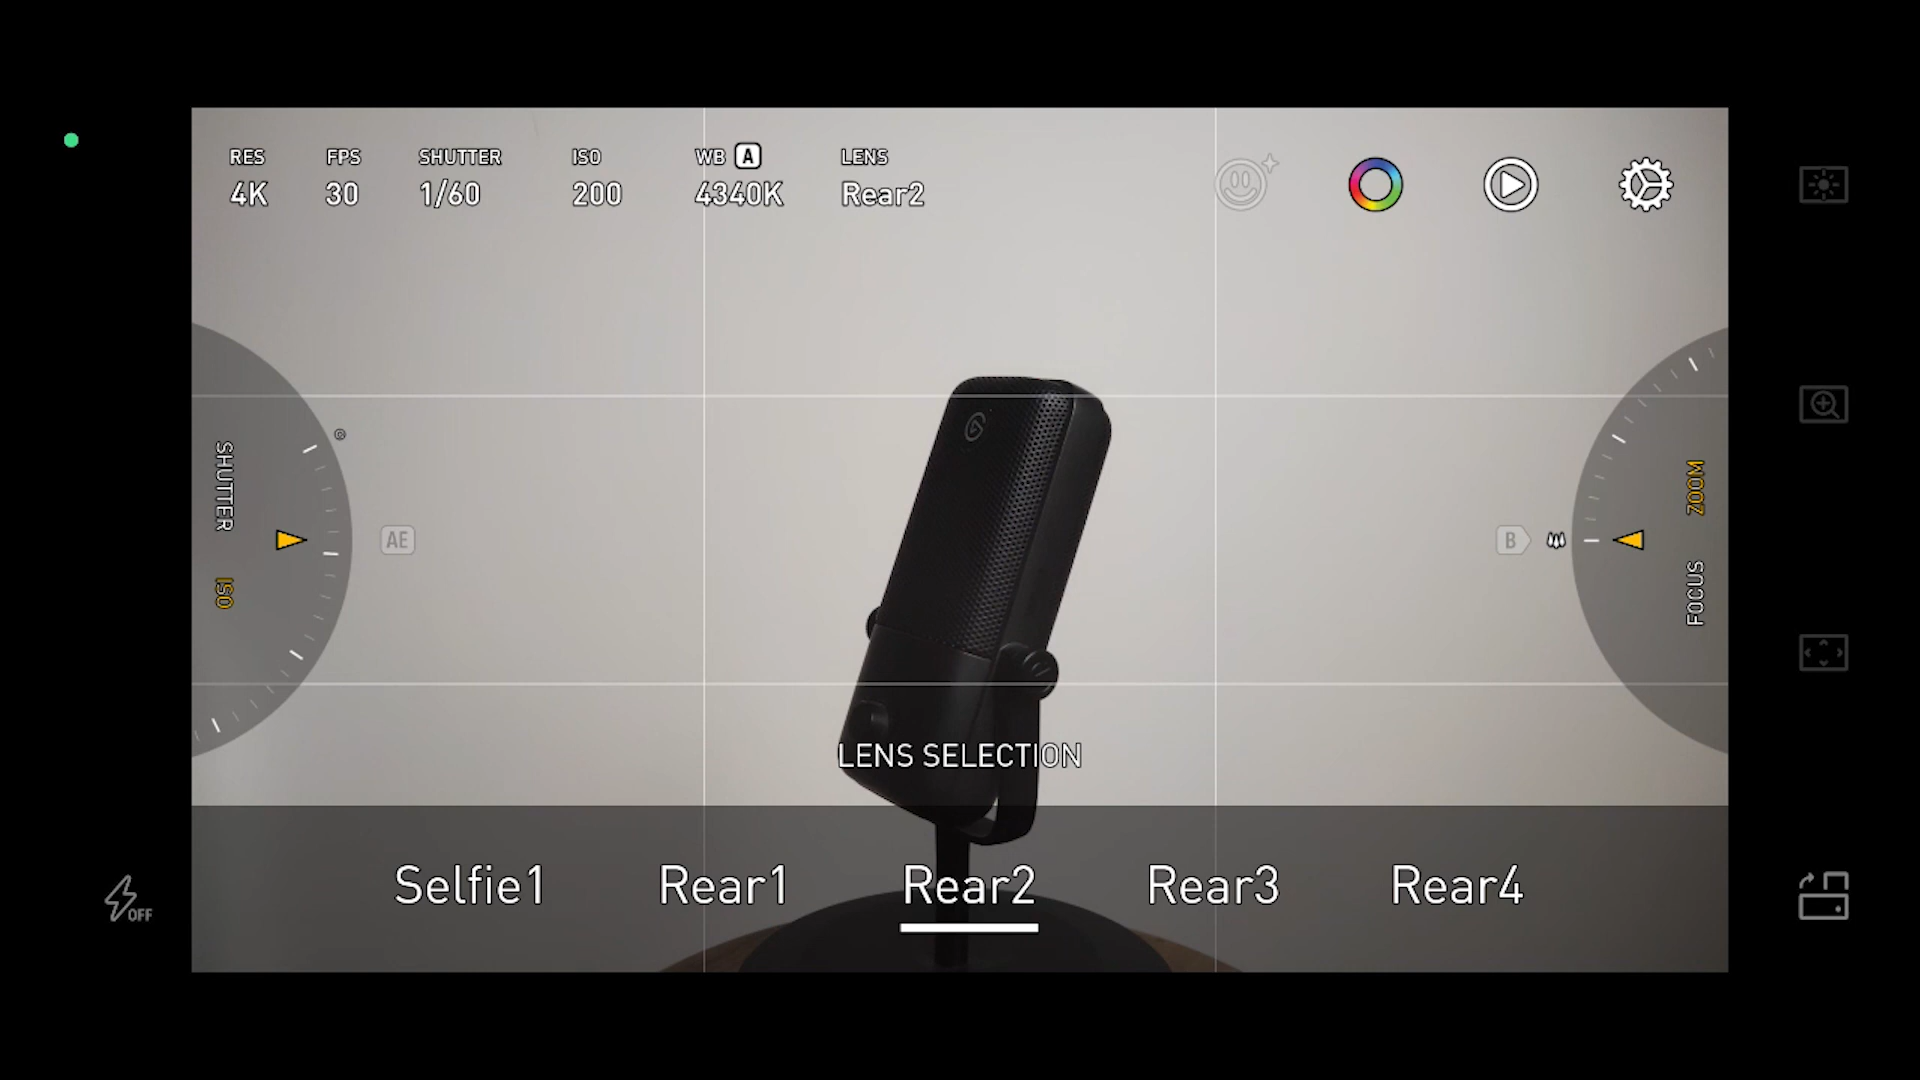 RES FPS SHUTTER ISO WB A LENS
4K 30 1/60 200 4340K Rear2
SHUTTER
ISO
AE
B
ZOOM
FOCUS
LENS SELECTION
Selfie1 Rear1 Rear2 Rear3 Rear4
OFF